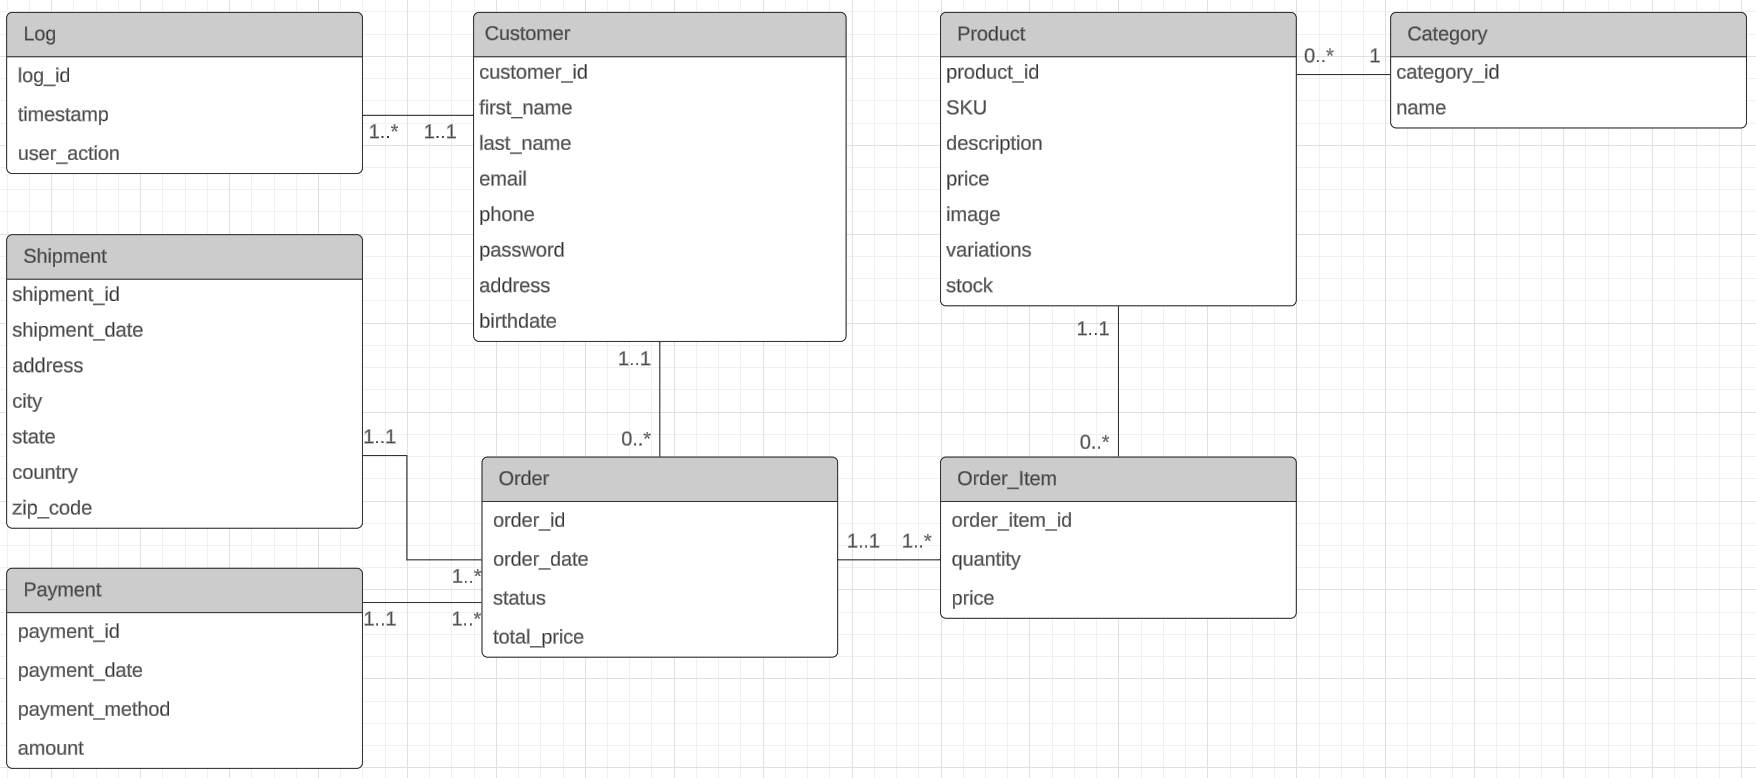 Log
log_id
timestamp
user_action
1..* 1..1
Customer
customer_id
first_name
last_name
email
phone
password
address
birthdate
1..1
0..*
Product
product_id
SKU
description
price
image
variations
stock
0..* 1
Category
category_id
name
1..1
0..*
Shipment
shipment_id
shipment_date
address
city
state
country
zip_code
1..1
1..*
Order
order_id
order_date
status
total_price
1..1 1..*
Order_Item
order_item_id
quantity
price
Payment
payment_id
payment_date
payment_method
amount
1..1 1..*